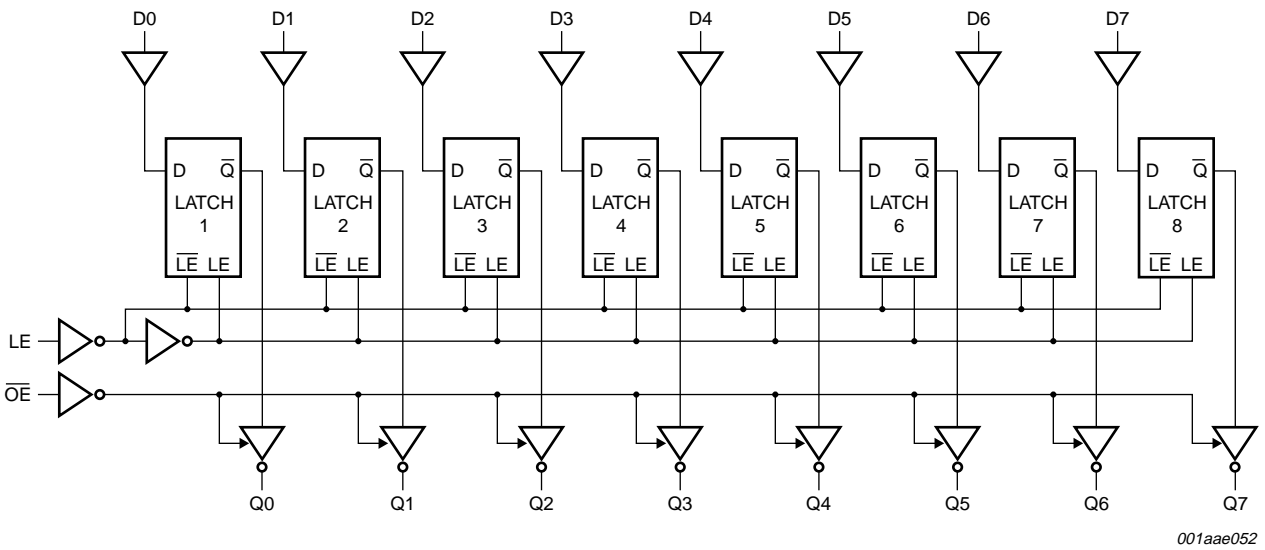 D0 D1 D2 D3 D4 D5 D6 D7
D Q̅ D Q̅ D Q̅ D Q̅ D Q̅ D Q̅ D Q̅ D Q̅
LATCH LATCH LATCH LATCH LATCH LATCH LATCH LATCH
1 2 3 4 5 6 7 8
L̅E̅ LE L̅E̅ LE L̅E̅ LE L̅E̅ LE L̅E̅ LE L̅E̅ LE L̅E̅ LE L̅E̅ LE
LE
O̅E̅
Q0 Q1 Q2 Q3 Q4 Q5 Q6 Q7
001aae052